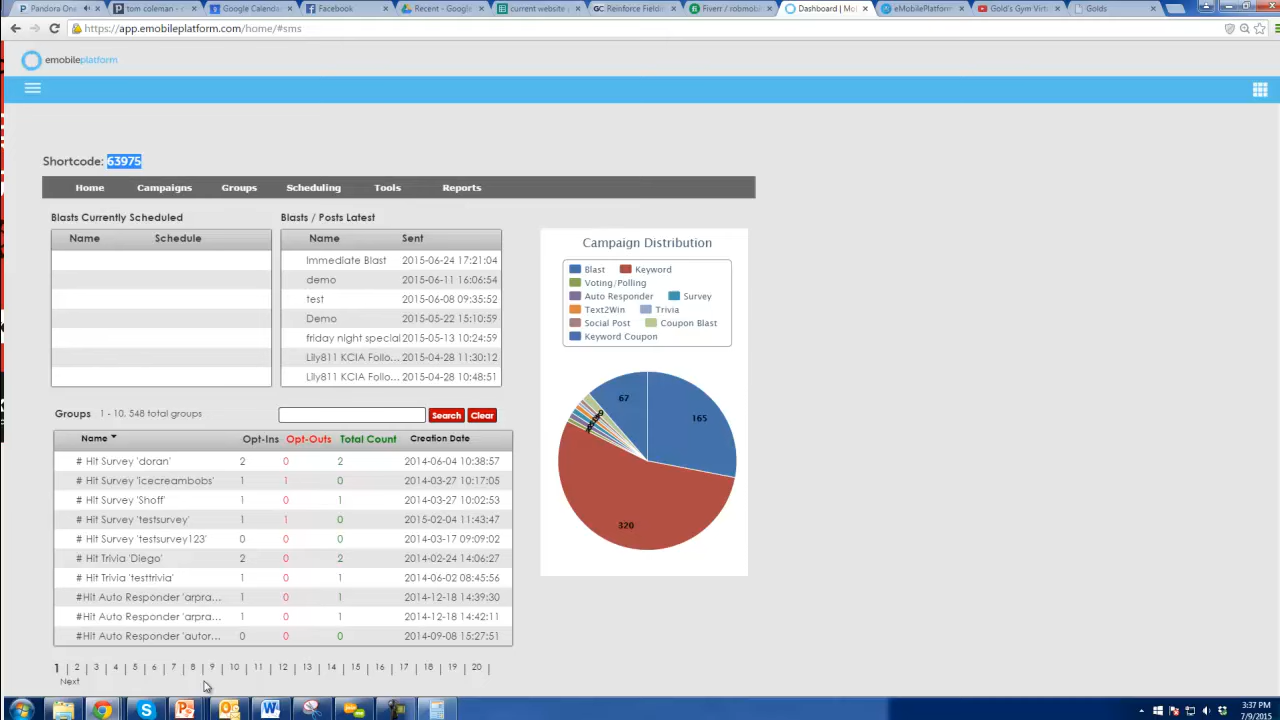 Pandora One
tom coleman - c
Google Calenda
Facebook
Recent - Google
current website
Reinforce Fieldin
Fiverr / robmobi
Dashboard | Mo
eMobilePlatform
Gold's Gym Virtu
Golds
https://app.emobileplatform.com/home/#sms
emobileplatform
Shortcode: 63975
Home Campaigns Groups Scheduling Tools Reports
Blasts Currently Scheduled
Name Schedule
Blasts / Posts Latest
Name Sent
Immediate Blast 2015-06-24 17:21:04
demo 2015-06-11 16:06:54
test 2015-06-08 09:35:52
Demo 2015-05-22 15:10:59
friday night special 2015-05-13 10:24:59
Lily811 KCIA Follo... 2015-04-28 11:30:12
Lily811 KCIA Follo... 2015-04-28 10:48:51
Campaign Distribution
Blast Keyword
Voting/Polling
Auto Responder Survey
Text2Win Trivia
Social Post Coupon Blast
Keyword Coupon
67
165
320
Groups 1 - 10, 548 total groups Search Clear
Name Opt-Ins Opt-Outs Total Count Creation Date
# Hit Survey 'doran' 2 0 2 2014-06-04 10:38:57
# Hit Survey 'Icecreambobs' 1 1 0 2014-03-27 10:17:05
# Hit Survey 'Shoff' 1 0 1 2014-03-27 10:02:53
# Hit Survey 'testsurvey' 1 1 0 2015-02-04 11:43:47
# Hit Survey 'testsurvey123' 0 0 0 2014-03-17 09:09:02
# Hit Trivia 'Diego' 2 0 2 2014-02-24 14:06:27
# Hit Trivia 'testtrivia' 1 0 1 2014-06-02 08:45:56
#Hit Auto Responder 'arpra... 1 0 1 2014-12-18 14:39:30
#Hit Auto Responder 'arpra... 1 0 1 2014-12-18 14:42:11
#Hit Auto Responder 'autor... 0 0 0 2014-09-08 15:27:51
1 | 2 | 3 | 4 | 5 | 6 | 7 | 8 | 9 | 10 | 11 | 12 | 13 | 14 | 15 | 16 | 17 | 18 | 19 | 20 |
Next
3:37 PM
7/9/2015